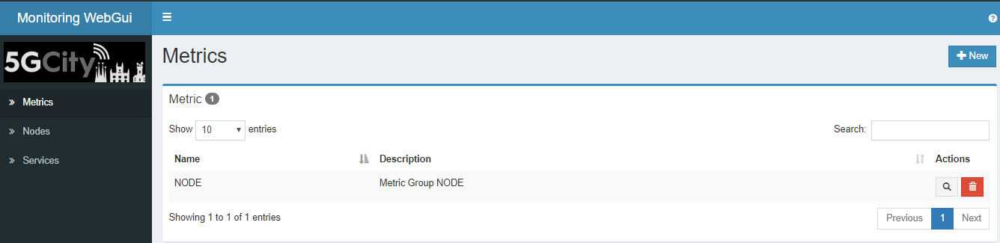 Monitoring WebGui
5GCity
Metrics
Nodes
Services
Metrics
New
Metric 1
Show 10 entries
Search:
Name Description Actions
NODE Metric Group NODE
Showing 1 to 1 of 1 entries
Previous 1 Next